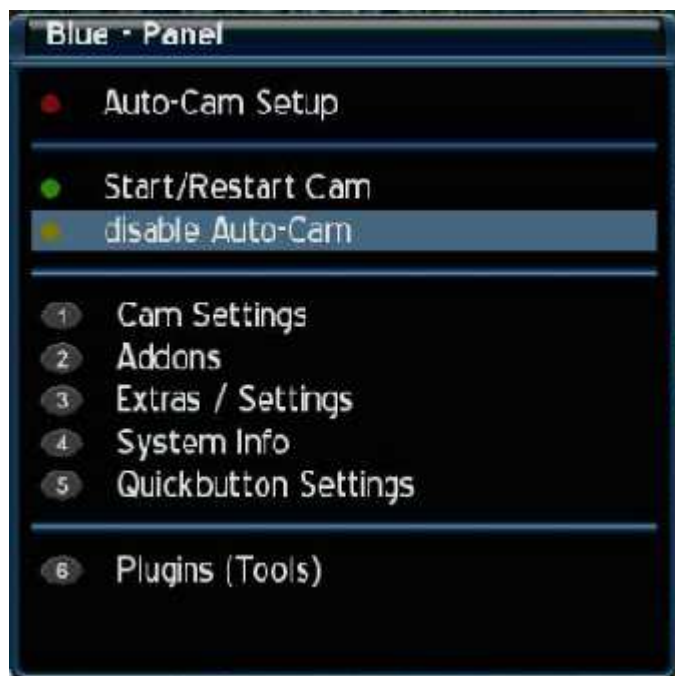 Blue - Panel
Auto-Cam Setup
Start/Restart Cam
disable Auto-Cam
1 Cam Settings
2 Addons
3 Extras / Settings
4 System Info
5 Quickbutton Settings
6 Plugins (Tools)